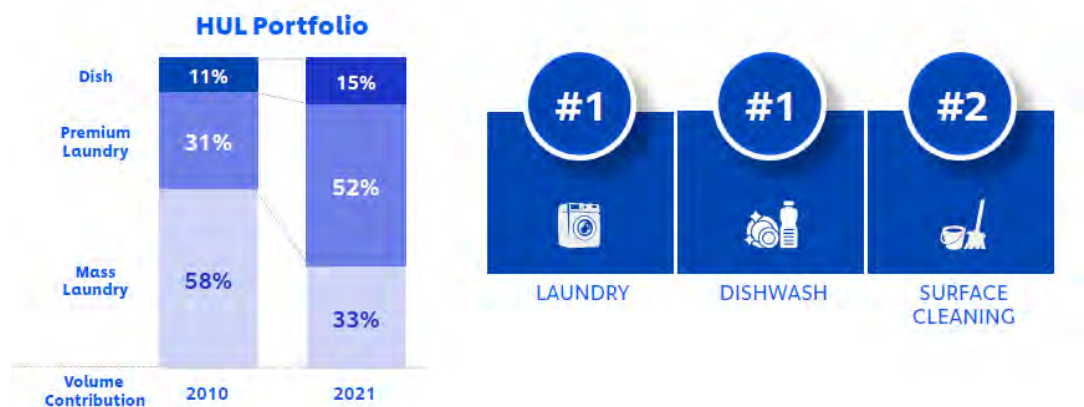 HUL Portfolio
Dish
11%
15%
Premium
Laundry
31%
52%
Mass
Laundry
58%
33%
Volume
Contribution
2010
2021
#1
#1
#2
LAUNDRY
DISHWASH
SURFACE
CLEANING